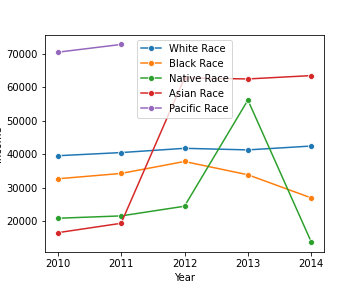 70000
60000
50000
40000
30000
20000
White Race
Black Race
Native Race
Asian Race
Pacific Race
2010 2011 2012 2013 2014
Year